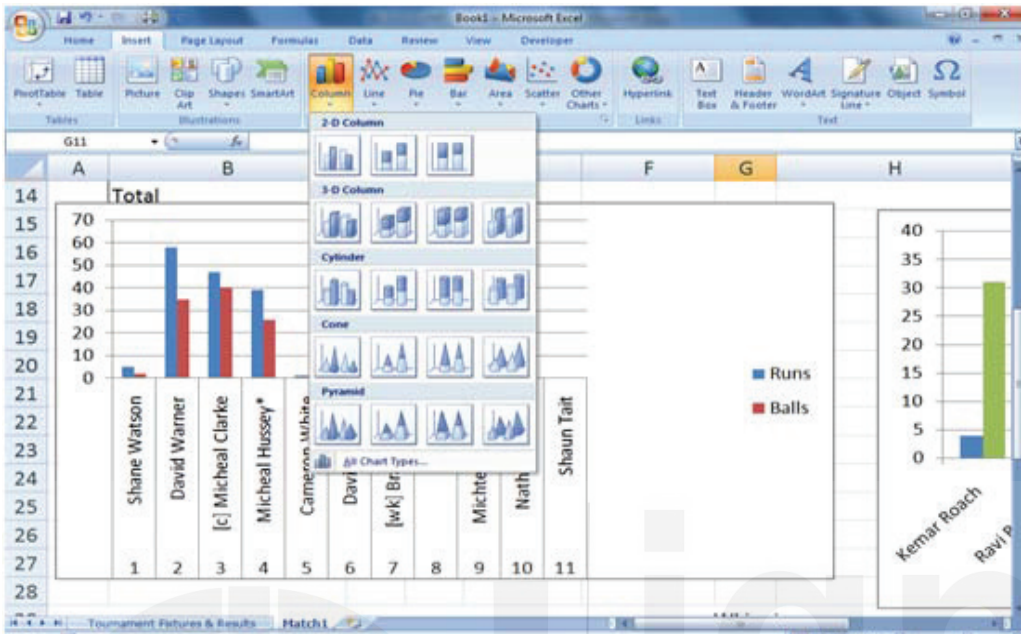 Book1 - Microsoft Excel
Home Insert Page Layout Formulas Data Review View Developer
PivotTable Table Picture Clip Art Shapes SmartArt Column Line Pie Bar Area Scatter Other Charts Hyperlink Text Box Header & Footer WordArt Signature Line Object Symbol
Tables Illustrations Links Text
G11 fx
2-D Column
3-D Column
Cylinder
Cone
Pyramid
All Chart Types...
A B F G H
14 Total
15
16
17
18
19
20
21
22
23
24
25
26
27
28
70
60
50
40
30
20
10
0
Shane Watson
David Warner
[c] Micheal Clarke
Micheal Hussey*
Cameron White
Davi
[wk] Br
Michte
Nath
Shaun Tait
1 2 3 4 5 6 7 8 9 10 11
Runs
Balls
40
35
30
25
20
15
10
5
0
Kemar Roach
Ravi
Tournament Fixtures & Results Match1